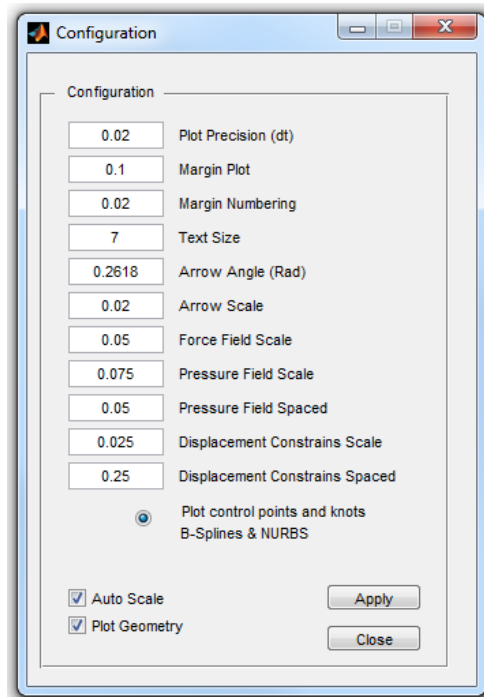 Configuration
Configuration
0.02 Plot Precision (dt)
0.1 Margin Plot
0.02 Margin Numbering
7 Text Size
0.2618 Arrow Angle (Rad)
0.02 Arrow Scale
0.05 Force Field Scale
0.075 Pressure Field Scale
0.05 Pressure Field Spaced
0.025 Displacement Constrains Scale
0.25 Displacement Constrains Spaced
Plot control points and knots
B-Splines & NURBS
Auto Scale
Apply
Plot Geometry
Close